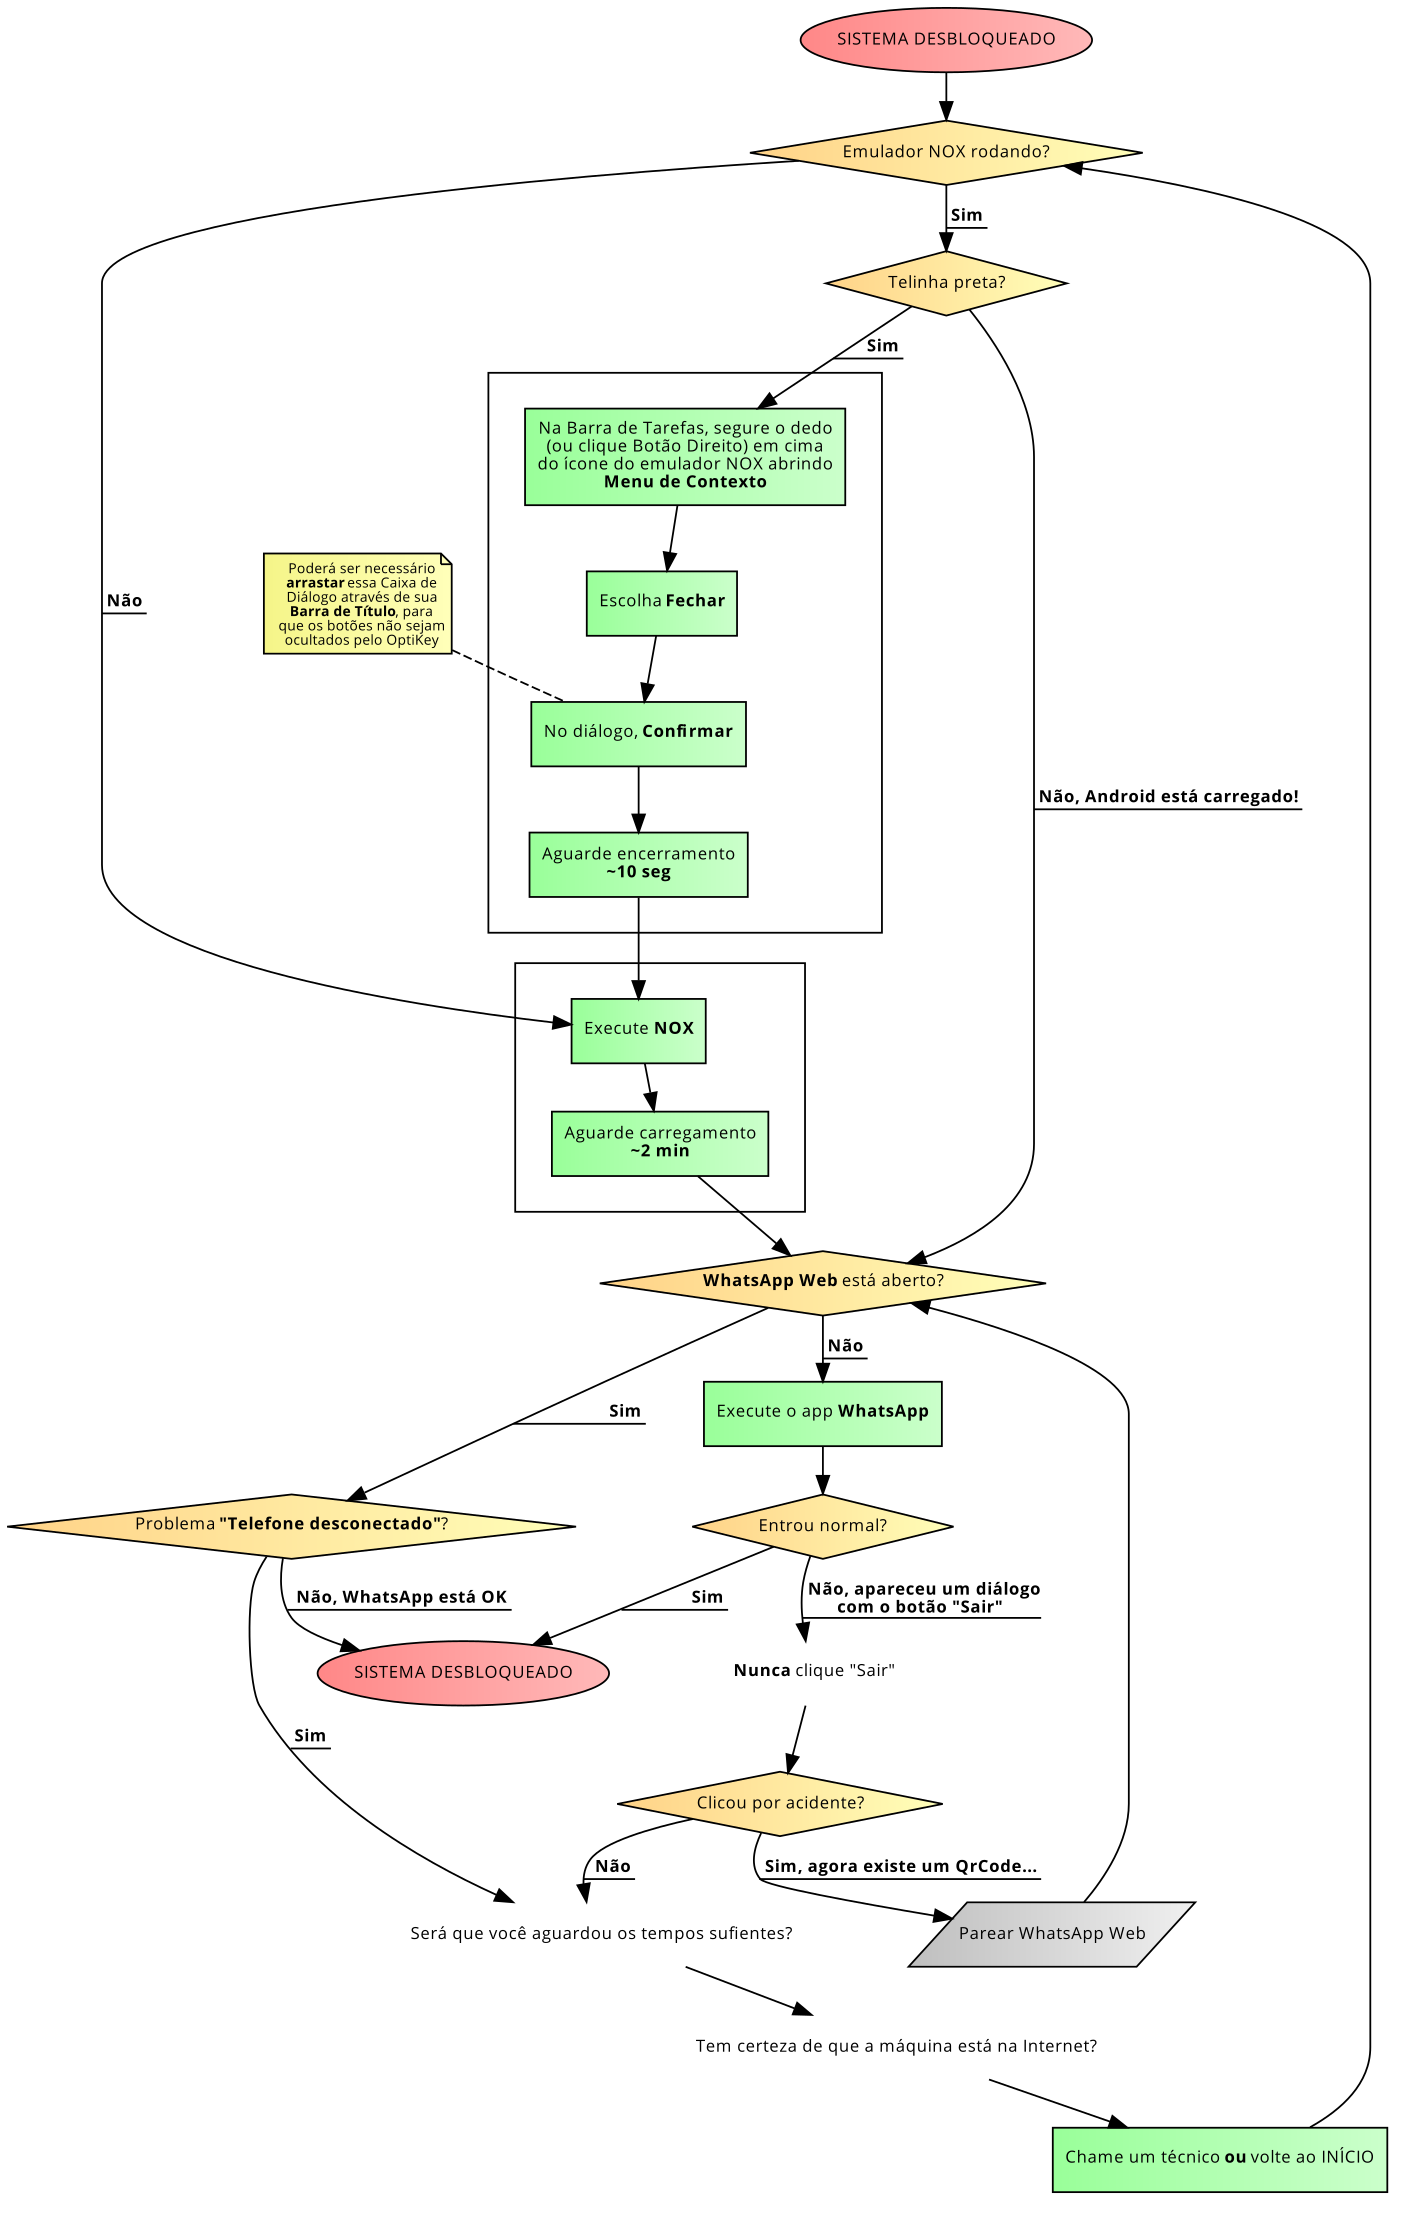 SISTEMA DESBLOQUEADO
Emulador NOX rodando?
Sim
Telinha preta?
Sim
Na Barra de Tarefas, segure o dedo
(ou clique Botão Direito) em cima
do ícone do emulador NOX abrindo
Menu de Contexto
Poderá ser necessário
arrastar essa Caixa de
Diálogo através de sua
Barra de Título, para
que os botões não sejam
ocultados pelo OptiKey
Não
Escolha Fechar
No diálogo, Confirmar
Não, Android está carregado!
Aguarde encerramento
~10 seg
Execute NOX
Aguarde carregamento
~2 min
WhatsApp Web está aberto?
Não
Sim
Execute o app WhatsApp
Problema "Telefone desconectado"?
Entrou normal?
Não, WhatsApp está OK
Sim
Não, apareceu um diálogo
com o botão "Sair"
SISTEMA DESBLOQUEADO
Nunca clique "Sair"
Sim
Clicou por acidente?
Não
Sim, agora existe um QrCode...
Será que você aguardou os tempos sufientes?
Parear WhatsApp Web
Tem certeza de que a máquina está na Internet?
Chame um técnico ou volte ao INÍCIO